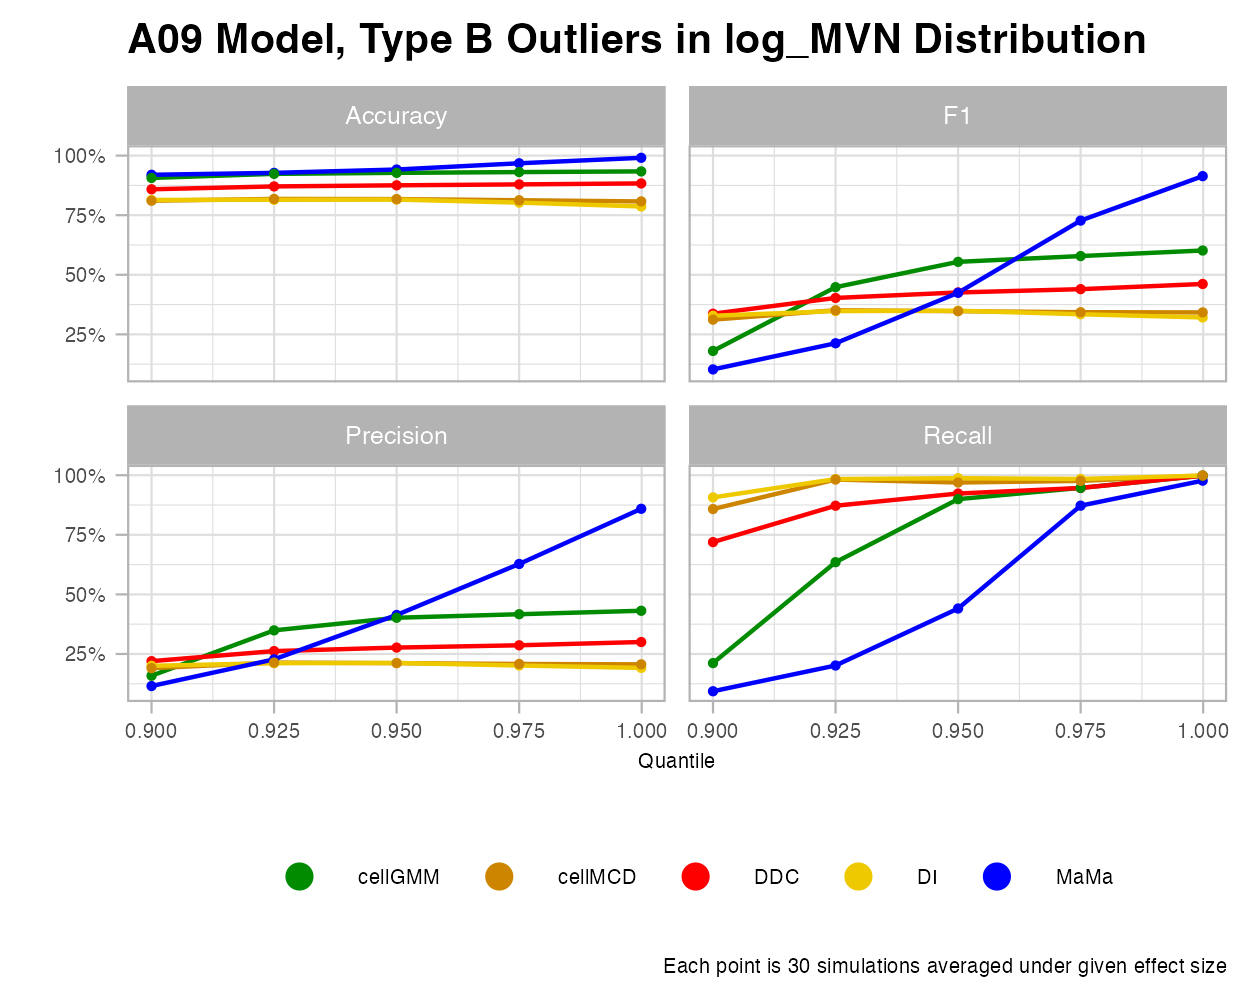 A09 Model, Type B Outliers in log_MVN Distribution
Accuracy
F1
100%
75%
50%
25%
Precision
Recall
100%
75%
50%
25%
0.900 0.925 0.950 0.975 1.000 0.900 0.925 0.950 0.975 1.000
Quantile
cellGMM cellMCD DDC DI MaMa
Each point is 30 simulations averaged under given effect size